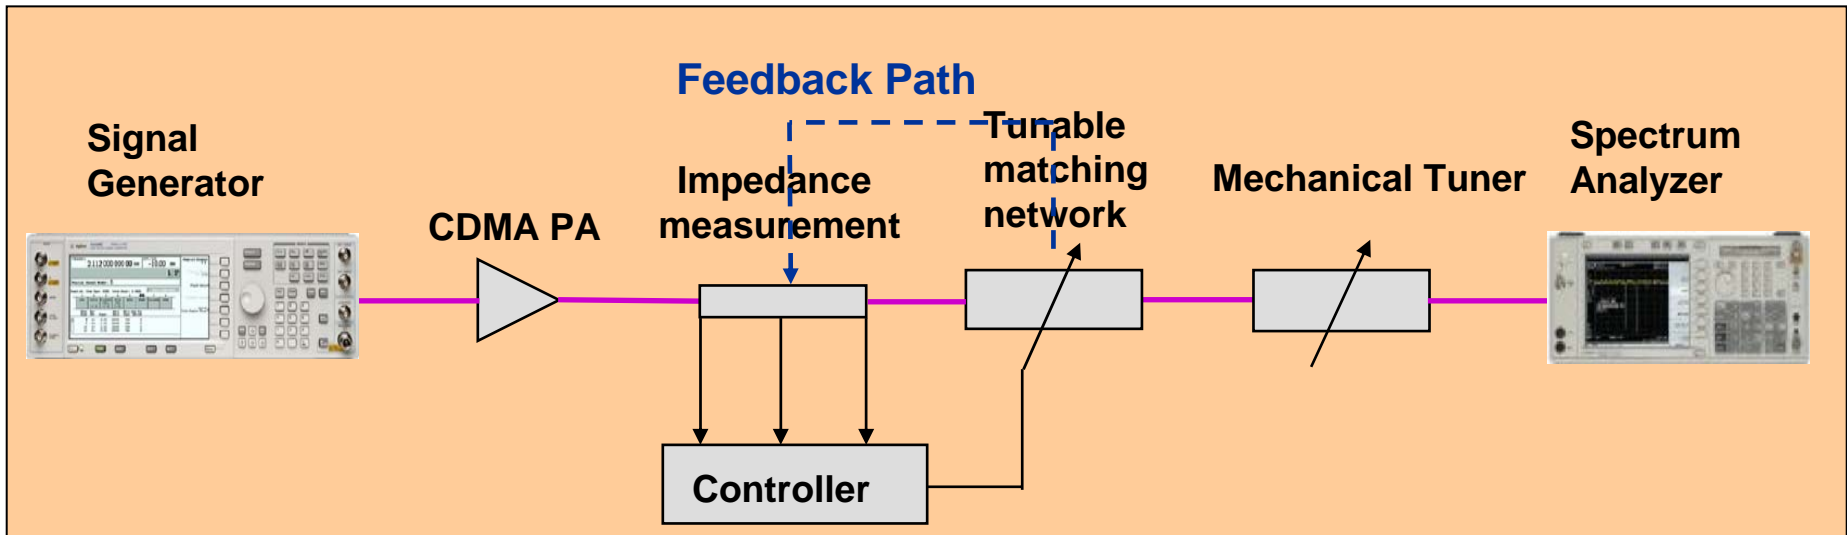 Feedback Path
Signal
Generator
CDMA PA
Impedance
measurement
Tunable
matching
network
Mechanical Tuner
Spectrum
Analyzer
Controller